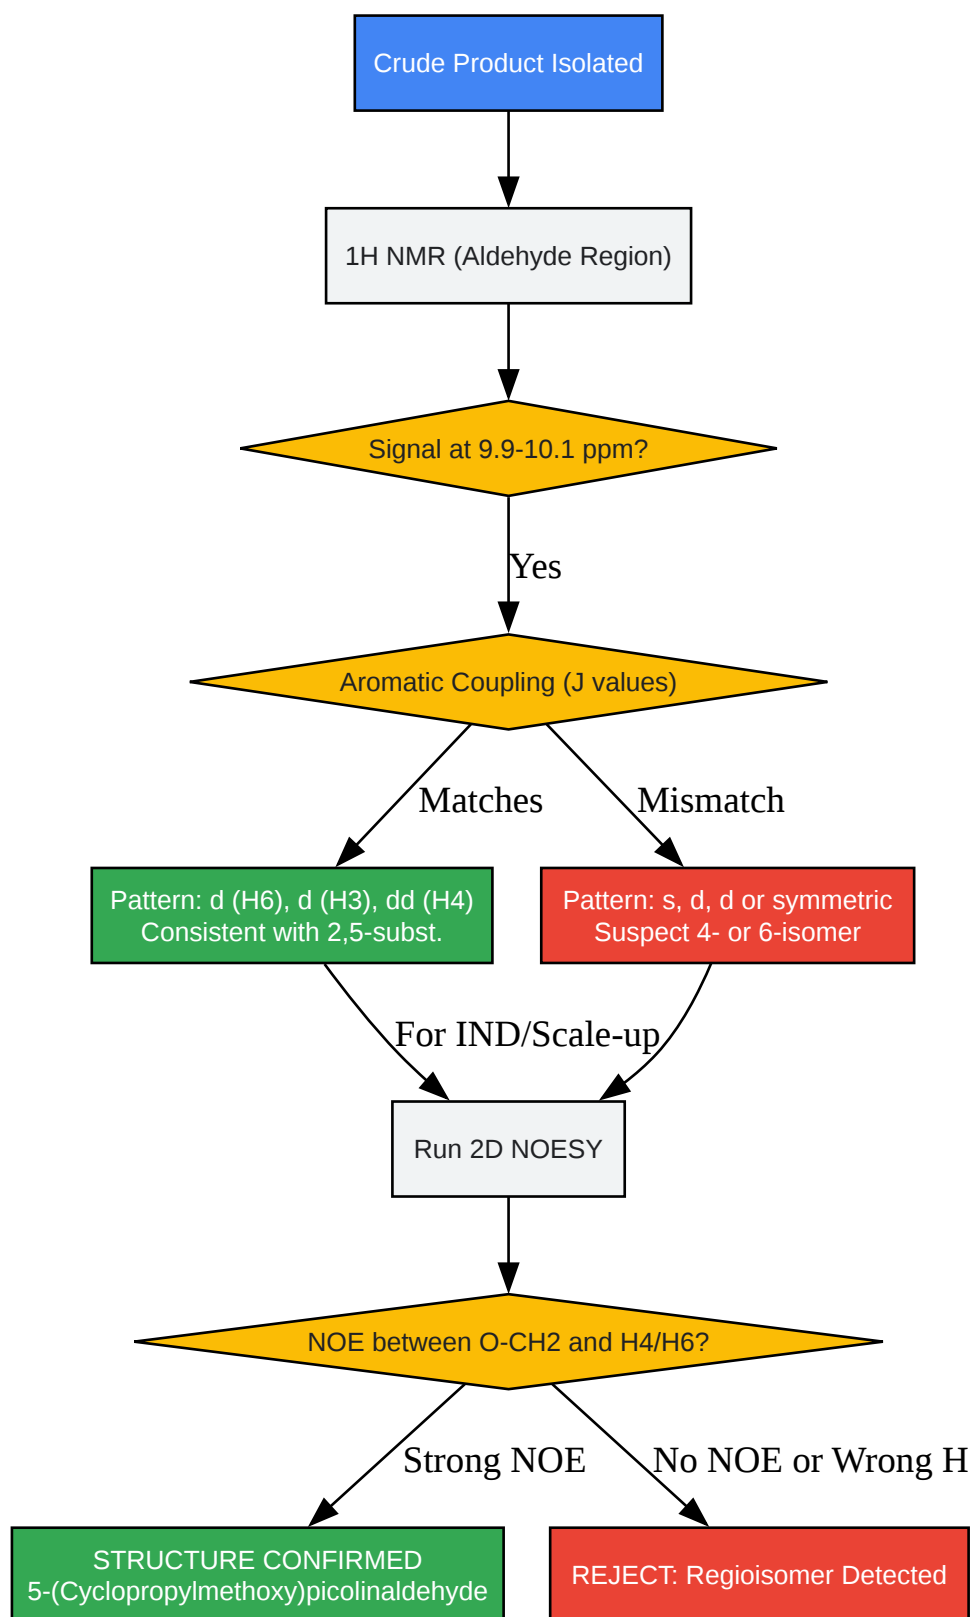 Crude Product Isolated
1H NMR (Aldehyde Region)
Signal at 9.9-10.1 ppm?
Yes
Aromatic Coupling (J values)
Matches
Mismatch
Pattern: d (H6), d (H3), dd (H4)
Consistent with 2,5-subst.
Pattern: s, d, d or symmetric
Suspect 4- or 6-isomer
For IND/Scale-up
Run 2D NOESY
NOE between O-CH2 and H4/H6?
Strong NOE
No NOE or Wrong H
STRUCTURE CONFIRMED
5-(Cyclopropylmethoxy)picolinaldehyde
REJECT: Regioisomer Detected